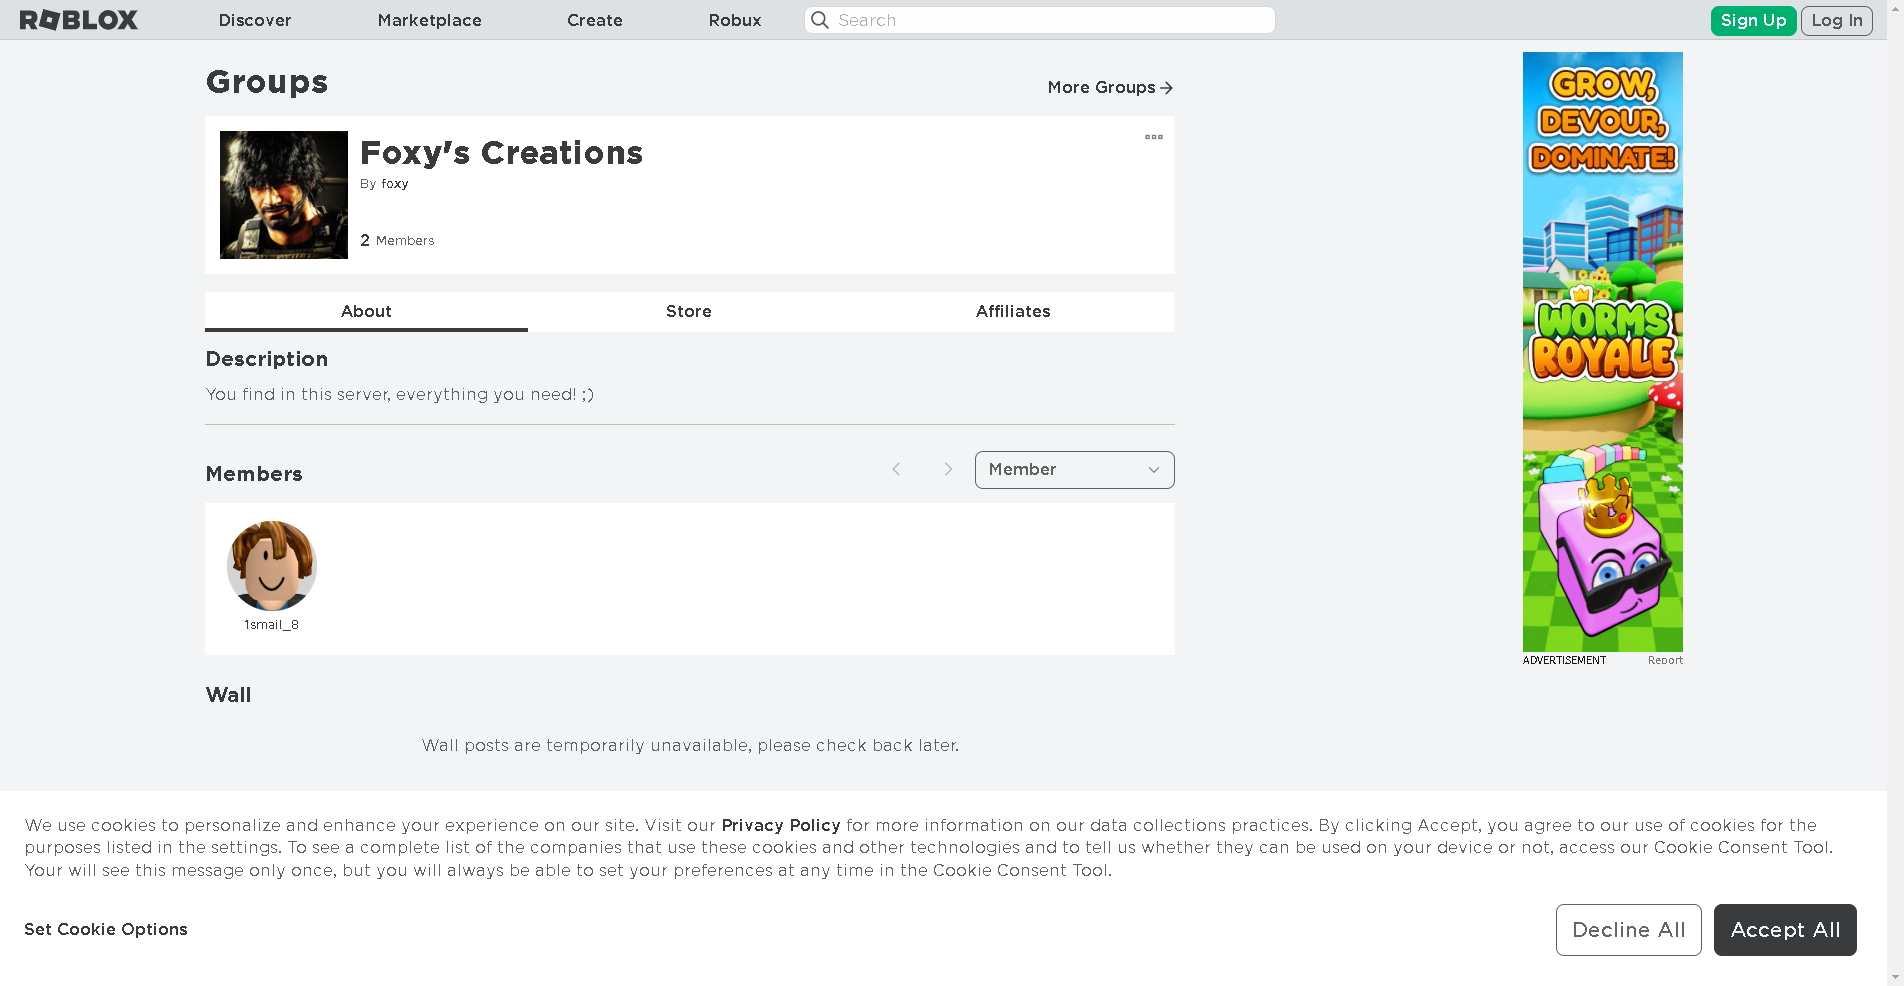 ROBLOX Discover Marketplace Create Robux Search Sign Up Log In
Groups
More Groups
Foxy's Creations
By foxy
2 Members
About Store Affiliates
Description
You find in this server, everything you need! ;)
Members
Member
1smail_8
Wall
Wall posts are temporarily unavailable, please check back later.
GROW,
DEVOUR,
DOMINATE!
WORMS
ROYALE
ADVERTISEMENT Report
We use cookies to personalize and enhance your experience on our site. Visit our Privacy Policy for more information on our data collections practices. By clicking Accept, you agree to our use of cookies for the
purposes listed in the settings. To see a complete list of the companies that use these cookies and other technologies and to tell us whether they can be used on your device or not, access our Cookie Consent Tool.
Your will see this message only once, but you will always be able to set your preferences at any time in the Cookie Consent Tool.
Set Cookie Options
Decline All Accept All